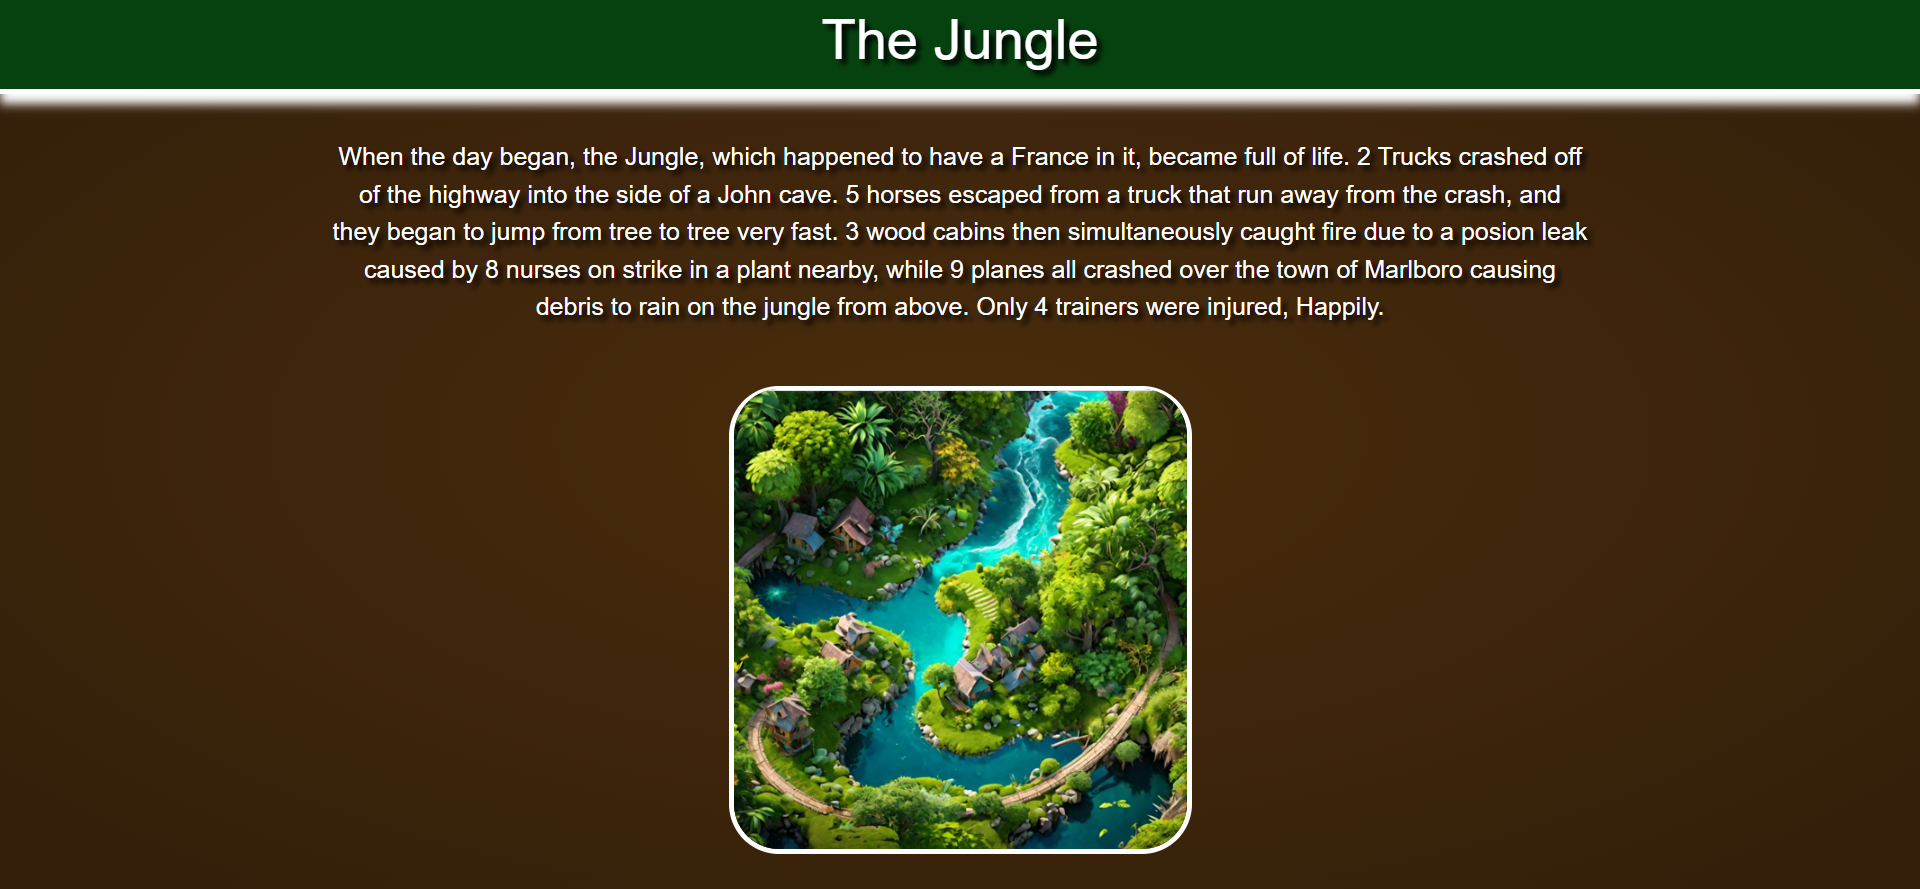 The Jungle
When the day began, the Jungle, which happened to have a France in it, became full of life. 2 Trucks crashed off
of the highway into the side of a John cave. 5 horses escaped from a truck that run away from the crash, and
they began to jump from tree to tree very fast. 3 wood cabins then simultaneously caught fire due to a posion leak
caused by 8 nurses on strike in a plant nearby, while 9 planes all crashed over the town of Marlboro causing
debris to rain on the jungle from above. Only 4 trainers were injured, Happily.